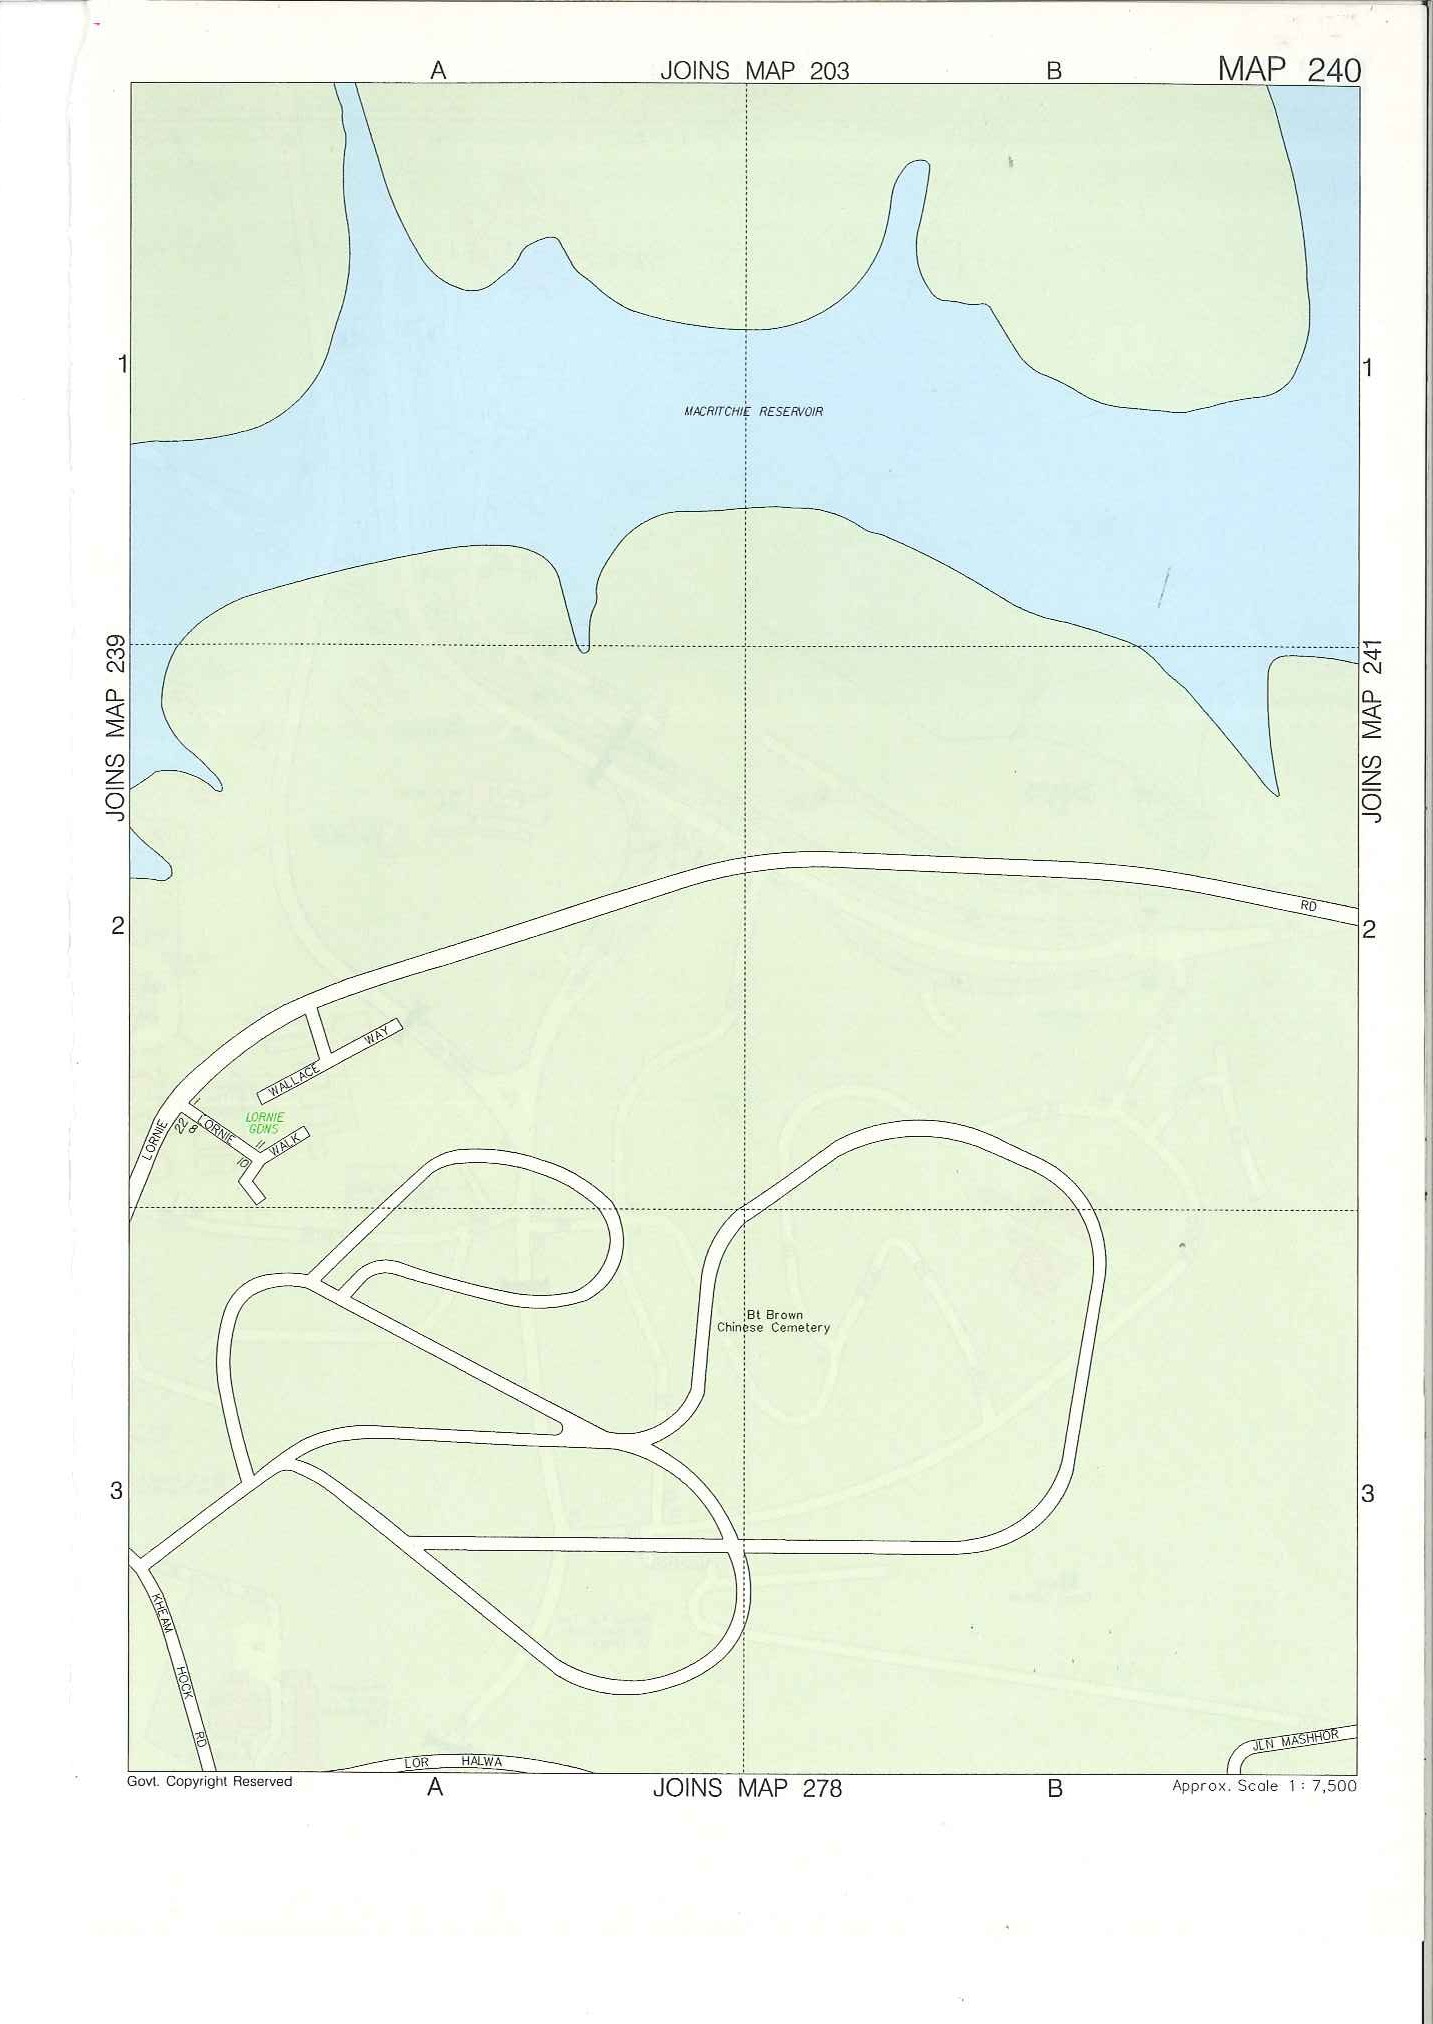 A
JOINS MAP 203
B
MAP 240
1
1
MACRITCHIE RESERVOIR
JOINS MAP 239
JOINS MAP 241
2
RD
2
WALLACE WAY
LORNIE
1
22
8
LORNIE WALK
LORNIE
GDNS
11
10
Bt Brown
Chinese Cemetery
3
3
KHEAM HOCK RD
LOR HALWA
JLN MASHHOR
Govt. Copyright Reserved
A
JOINS MAP 278
B
Approx. Scale 1 : 7,500